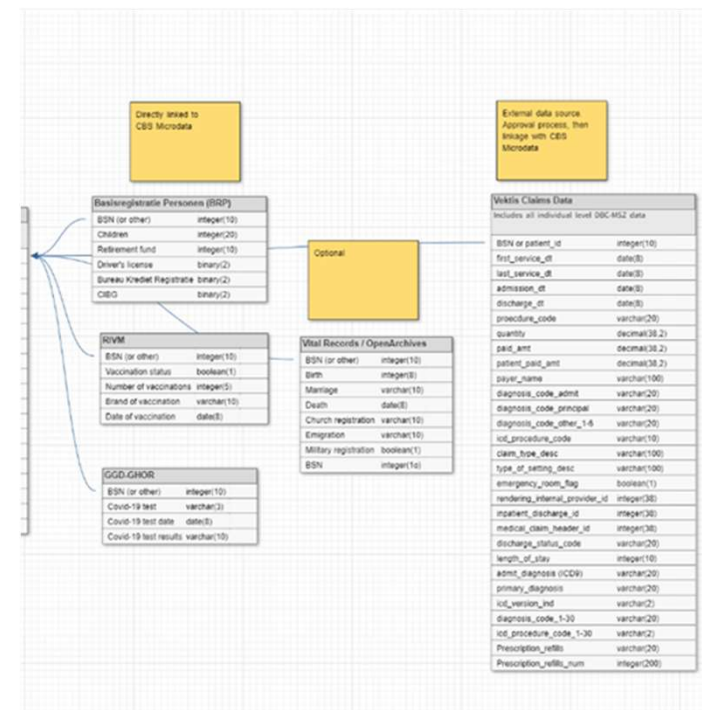 Directly linked to
CBS Microdata
External data source.
Approval process, then
linkage with CBS
Microdata
Basisregistratie Personen (BRP)
BSN (or other) integer(10)
Children integer(20)
Retirement fund integer(10)
Driver's license binary(2)
Bureau Krediet Registratie binary(2)
CIBG binary(2)
Optional
RIVM
BSN (or other) integer(10)
Vaccination status boolean(1)
Number of vaccinations integer(5)
Brand of vaccination varchar(10)
Date of vaccination date(8)
Vital Records / OpenArchives
BSN (or other) integer(10)
Birth integer(8)
Marriage varchar(10)
Death date(8)
Church registration varchar(10)
Emigration varchar(10)
Military registration boolean(1)
BSN integer(1o)
GGD-GHOR
BSN (or other) integer(10)
Covid-19 test varchar(3)
Covid-19 test date date(8)
Covid-19 test results varchar(10)
Vektis Claims Data
Includes all individual level DBC-MSZ data
BSN or patient_id integer(10)
first_service_dt date(8)
last_service_dt date(8)
admission_dt date(8)
discharge_dt date(8)
proecdure_code varchar(20)
quantity decimal(38,2)
paid_amt decimal(38,2)
patient_paid_amt decimal(38,2)
payer_name varchar(100)
diagnosis_code_admit varchar(20)
diagnosis_code_principal varchar(20)
diagnosis_code_other_1-6 varchar(20)
icd_procedure_code varchar(10)
claim_type_desc varchar(100)
type_of_setting_desc varchar(100)
emergency_room_flag boolean(1)
rendering_internal_provider_id integer(38)
inpatient_discharge_id integer(38)
medical_claim_header_id integer(38)
discharge_status_code varchar(20)
length_of_stay integer(10)
admit_diagnosis (ICD9) varchar(20)
primary_diagnosis varchar(20)
icd_version_ind varchar(2)
diagnosis_code_1-30 varchar(20)
icd_procedure_code_1-30 varchar(2)
Prescription_refills varchar(20)
Prescription_refills_num integer(200)